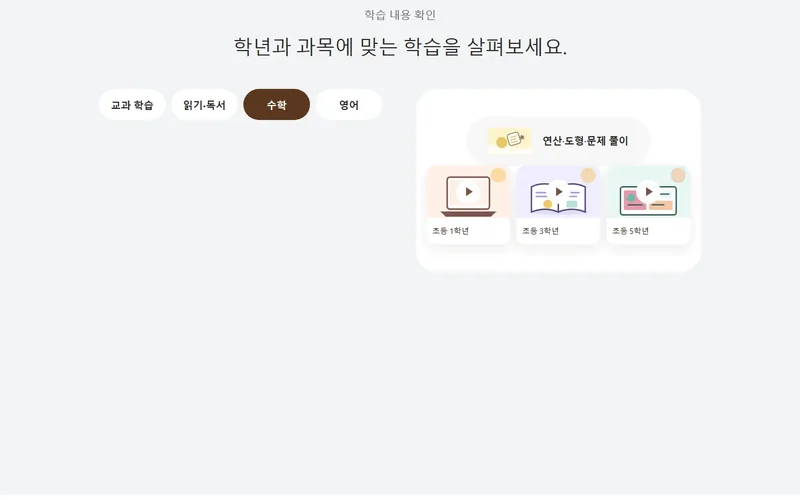 학습 내용 확인
학년과 과목에 맞는 학습을 살펴보세요.
교과 학습
읽기·독서
수학
영어
연산·도형·문제 풀이
초등 1학년
초등 3학년
초등 5학년